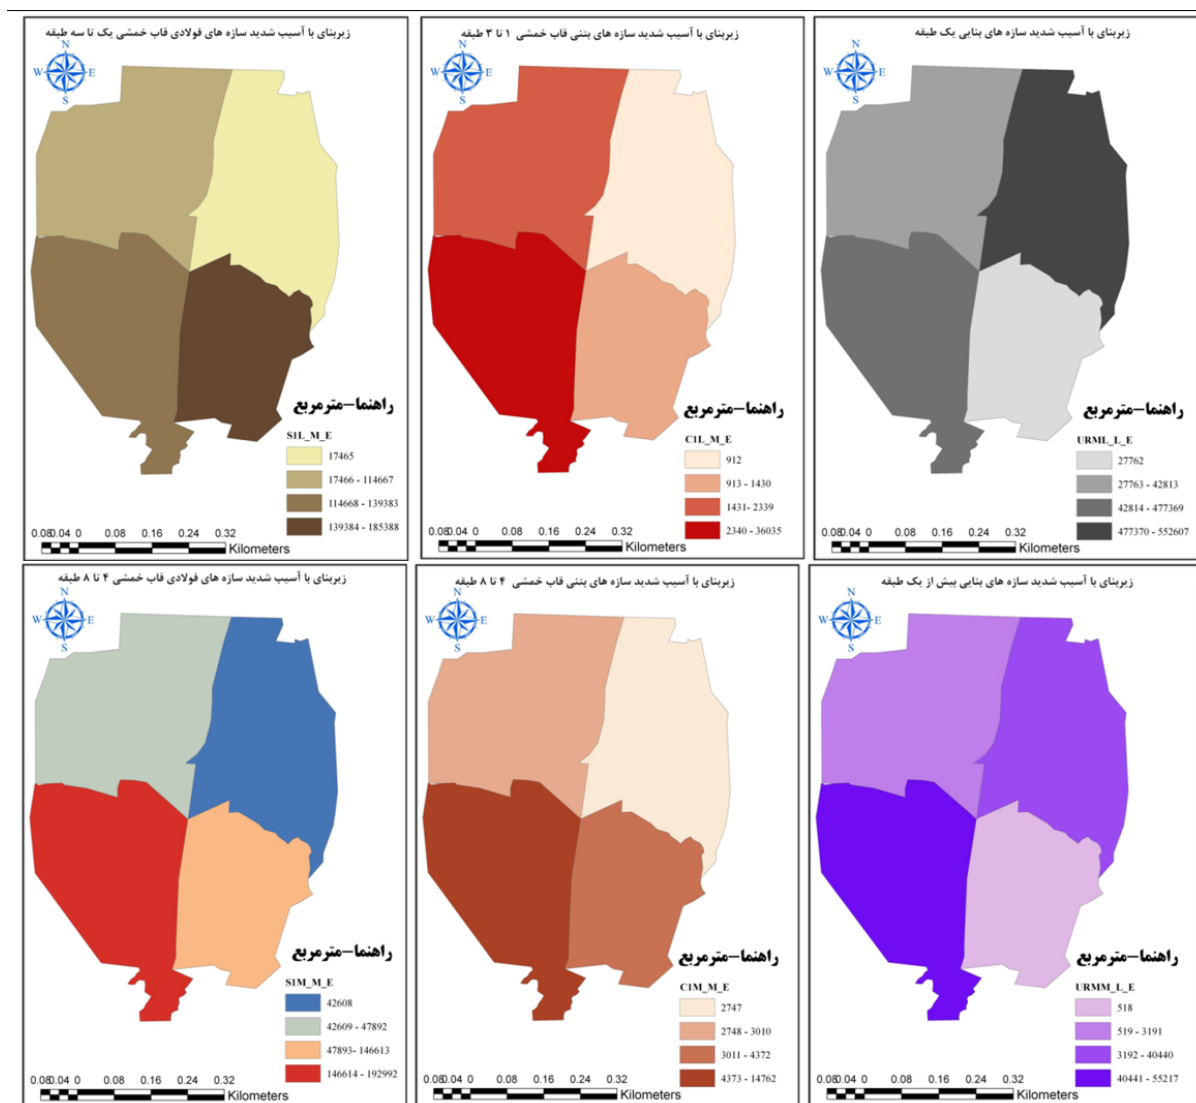 زیربنای با آسیب شدید سازه های فولادی قاب خمشی یک تا سه طبقه
N
W E
S
راهنما-مترمربع
S1L_M_E
17465
17466 - 114667
114668 - 139383
139384 - 185388
0.08 0.04 0 0.08 0.16 0.24 0.32
Kilometers
زیربنای با آسیب شدید سازه های بتنی قاب خمشی ۱ تا ۳ طبقه
N
W E
S
راهنما-مترمربع
C1L_M_E
912
913 - 1430
1431 - 2339
2340 - 36035
0.08 0.04 0 0.08 0.16 0.24 0.32
Kilometers
زیربنای با آسیب شدید سازه های بنایی یک طبقه
N
W E
S
راهنما-مترمربع
URML_L_E
27762
27763 - 42813
42814 - 477369
477370 - 552607
0.08 0.04 0 0.08 0.16 0.24 0.32
Kilometers
زیربنای با آسیب شدید سازه های فولادی قاب خمشی ۴ تا ۸ طبقه
N
W E
S
راهنما-مترمربع
S1M_M_E
42608
42609 - 47892
47893 - 146613
146614 - 192992
0.08 0.04 0 0.08 0.16 0.24 0.32
Kilometers
زیربنای با آسیب شدید سازه های بتنی قاب خمشی ۴ تا ۸ طبقه
N
W E
S
راهنما-مترمربع
C1M_M_E
2747
2748 - 3010
3011 - 4372
4373 - 14762
0.08 0.04 0 0.08 0.16 0.24 0.32
Kilometers
زیربنای با آسیب شدید سازه های بنایی بیش از یک طبقه
N
W E
S
راهنما-مترمربع
URMM_L_E
518
519 - 3191
3192 - 40440
40441 - 55217
0.08 0.04 0 0.08 0.16 0.24 0.32
Kilometers